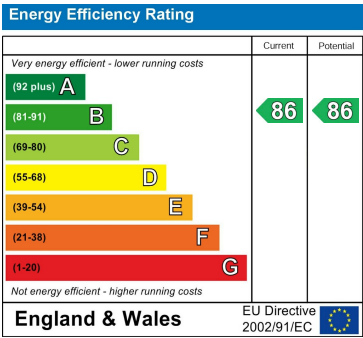 Energy Efficiency Rating
Current Potential
Very energy efficient - lower running costs
(92 plus) A
(81-91) B 86 86
(69-80) C
(55-68) D
(39-54) E
(21-38) F
(1-20) G
Not energy efficient - higher running costs
England & Wales EU Directive
2002/91/EC